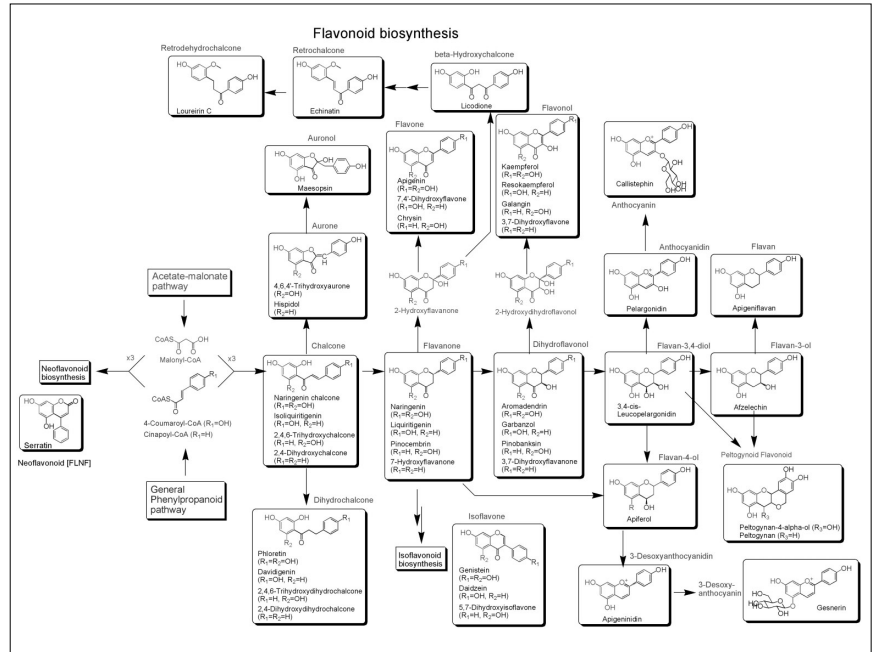 Flavonoid biosynthesis
Retrodehydrochalcone
Loureirin C
Retrochalcone
Echinatin
beta-Hydroxychalcone
Licodione
Auronol
Maesopsin
Flavone
Apigenin
(R1=R2=OH)
7,4'-Dihydroxyflavone
(R1=OH, R2=H)
Chrysin
(R1=H, R2=OH)
Flavonol
Kaempferol
(R1=R2=OH)
Resokaempferol
(R1=OH, R2=H)
Galangin
(R1=H, R2=OH)
3,7-Dihydroxyflavone
(R1=R2=H)
Callistephin
Anthocyanin
Aurone
4,6,4'-Trihydroxyaurone
(R2=OH)
Hispidol
(R2=H)
2-Hydroxyflavanone
2-Hydroxydihydroflavonol
Anthocyanidin
Pelargonidin
Flavan
Apigeniflavan
Acetate-malonate
pathway
Malonyl-CoA
x3
x3
Neoflavonoid
biosynthesis
Serratin
Neoflavonoid [FLNF]
4-Coumaroyl-CoA (R1=OH)
Cinapoyl-CoA (R1=H)
General
Phenylpropanoid
pathway
Chalcone
Naringenin chalcone
(R1=R2=OH)
Isoliquiritigenin
(R1=OH, R2=H)
2,4,6-Trihydroxychalcone
(R1=H, R2=OH)
2,4-Dihydroxychalcone
(R1=R2=H)
Flavanone
Naringenin
(R1=R2=OH)
Liquiritigenin
(R1=OH, R2=H)
Pinocembrin
(R1=H, R2=OH)
7-Hydroxyflavanone
(R1=R2=H)
Dihydroflavonol
Aromadendrin
(R1=R2=OH)
Garbanzol
(R1=OH, R2=H)
Pinobanksin
(R1=H, R2=OH)
3,7-Dihydroxyflavanone
(R1=R2=H)
Flavan-3,4-diol
3,4-cis-
Leucopelargonidin
Flavan-3-ol
Afzelechin
Dihydrochalcone
Phloretin
(R1=R2=OH)
Davidigenin
(R1=OH, R2=H)
2,4,6-Trihydroxydihydrochalcone
(R1=H, R2=OH)
2,4-Dihydroxydihydrochalcone
(R1=R2=H)
Isoflavonoid
biosynthesis
Isoflavone
Genistein
(R1=R2=OH)
Daidzein
(R1=OH, R2=H)
5,7-Dihydroxyisoflavone
(R1=H, R2=OH)
Flavan-4-ol
Apiferol
Peltogynoid Flavonoid
Peltogynan-4-alpha-ol (R3=OH)
Peltogynan (R3=H)
3-Desoxyanthocyanidin
Apigeninidin
3-Desoxy-
anthocyanin
Gesnerin